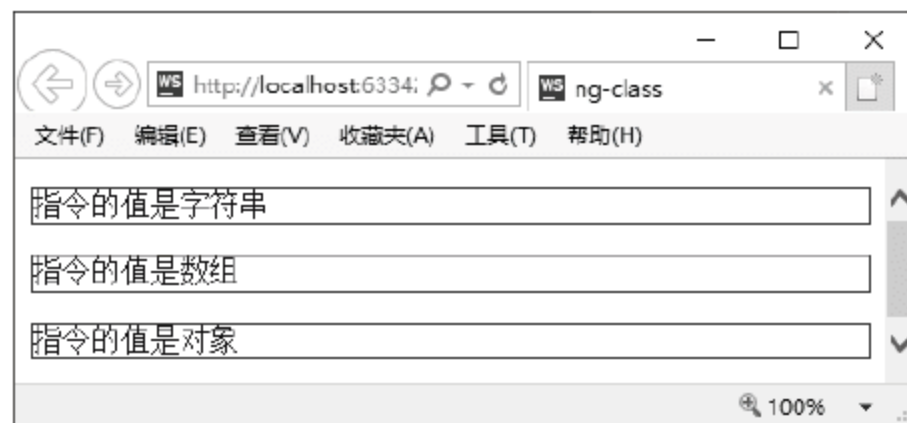 WS http://localhost:6334: WS ng-class
文件(F) 编辑(E) 查看(V) 收藏夹(A) 工具(T) 帮助(H)
指令的值是字符串
指令的值是数组
指令的值是对象
100%